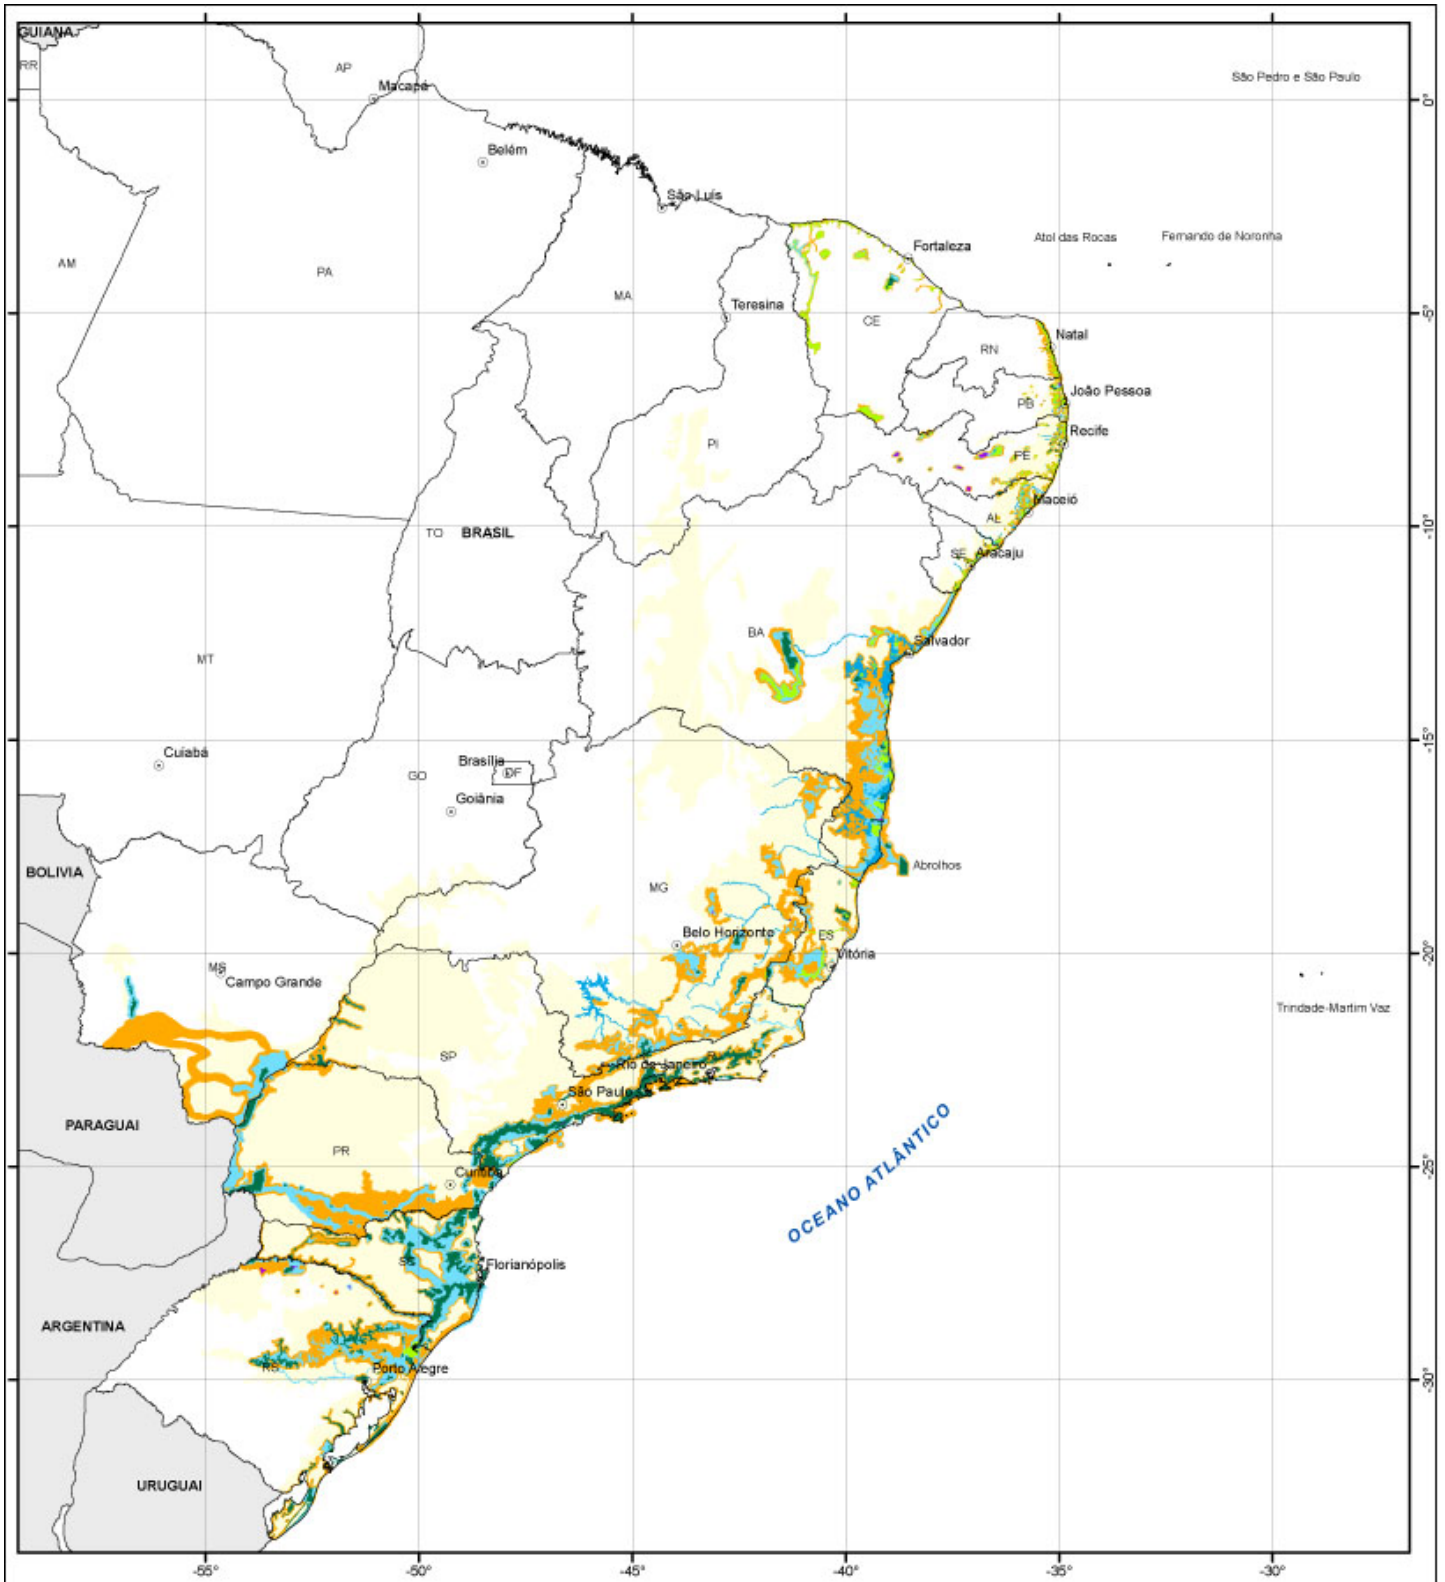 GUIANA
RR
AP
Macapá
São Pedro e São Paulo
0°
Belém
São Luís
Fortaleza
Atol das Rocas
Fernando de Noronha
AM
PA
MA
Teresina
CE
-5°
RN
Natal
PB
João Pessoa
Recife
PI
PE
Maceió
AL
-10°
TO
BRASIL
SE
Aracaju
BA
Salvador
MT
-15°
Cuiabá
GO
Brasília
DF
Goiânia
BOLIVIA
Abrolhos
MG
Belo Horizonte
ES
Vitória
-20°
MS
Campo Grande
Trindade-Martim Vaz
SP
Rio de Janeiro
RJ
São Paulo
PARAGUAI
OCEANO ATLÂNTICO
PR
-25°
Curitiba
SC
Florianópolis
ARGENTINA
RS
Porto Alegre
-30°
URUGUAI
-55°
-50°
-45°
-40°
-35°
-30°